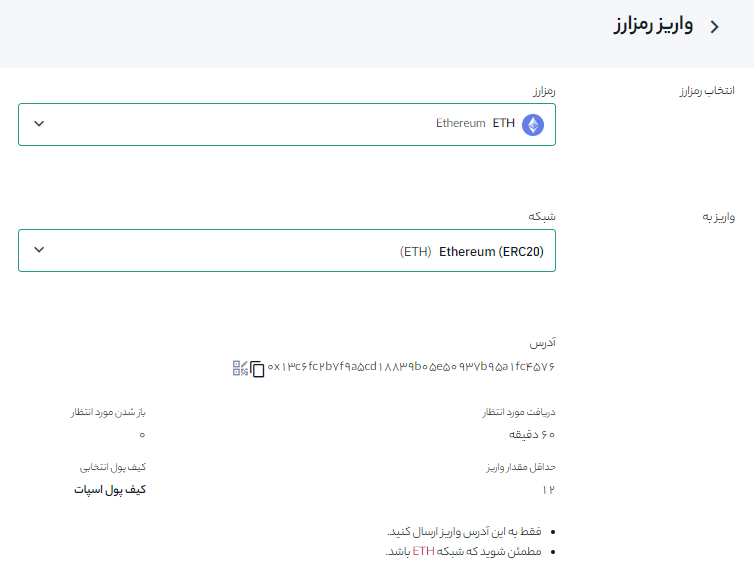 واریز رمزارز
انتخاب رمزارز
رمزارز
Ethereum ETH
واریز به
شبکه
(ETH) Ethereum (ERC20)
آدرس
۰x۱۳c۶fc۲b۷f۹a۵cd۱۸۸۳۹b۰۵e۵۰۹۳۷b۹۵a۱fc۴۵۷۶
دریافت مورد انتظار
باز شدن مورد انتظار
۶۰ دقیقه
۰
حداقل مقدار واریز
کیف پول انتخابی
۱۲
کیف پول اسپات
• فقط به این آدرس واریز ارسال کنید.
• مطمئن شوید که شبکه ETH باشد.